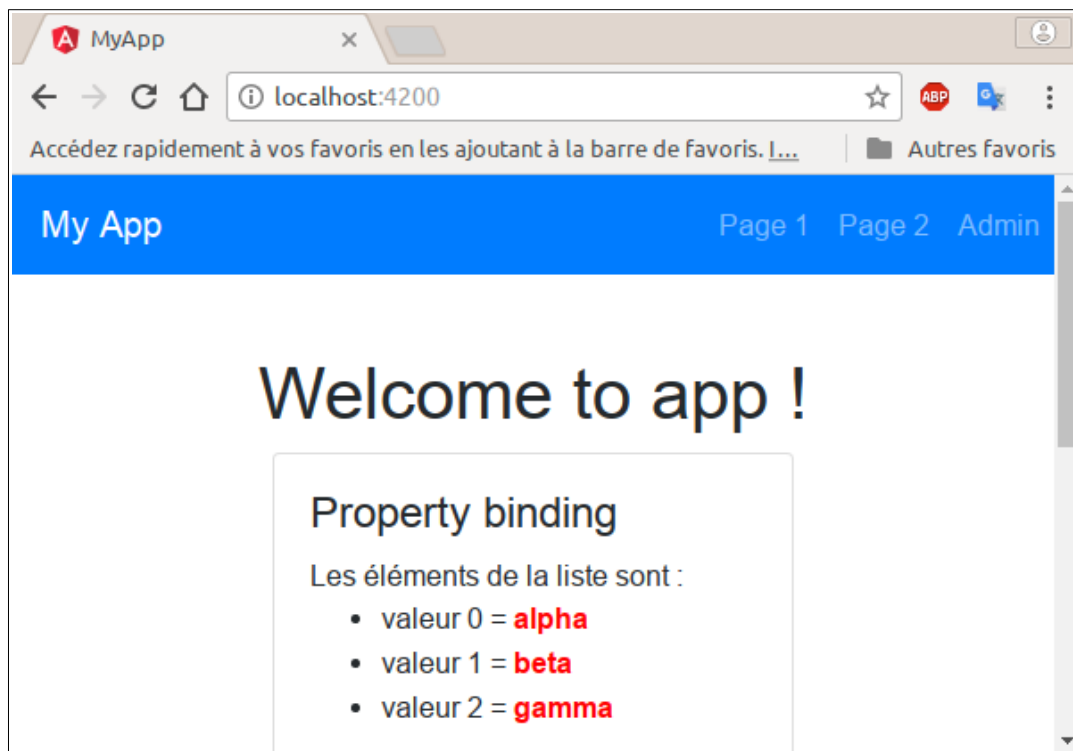 MyApp
localhost:4200
ABP
Accédez rapidement à vos favoris en les ajoutant à la barre de favoris. I...
Autres favoris
My App
Page 1
Page 2
Admin
Welcome to app !
Property binding
Les éléments de la liste sont :
• valeur 0 = alpha
• valeur 1 = beta
• valeur 2 = gamma